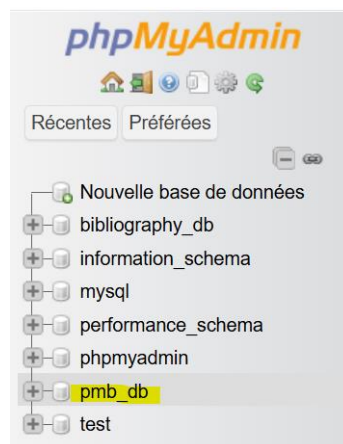 phpMyAdmin
Récentes Préférées
Nouvelle base de données
bibliography_db
information_schema
mysql
performance_schema
phpmyadmin
pmb_db
test